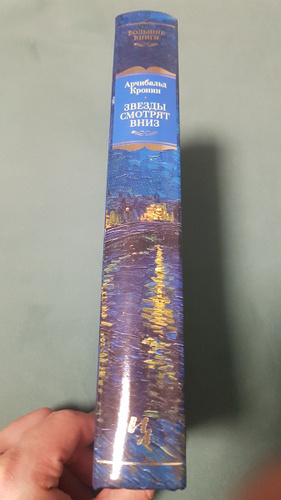 БОЛЬШИЕ
КНИГИ
Арчибальд
Кронин
ЗВЕЗДЫ
СМОТРЯТ
ВНИЗ